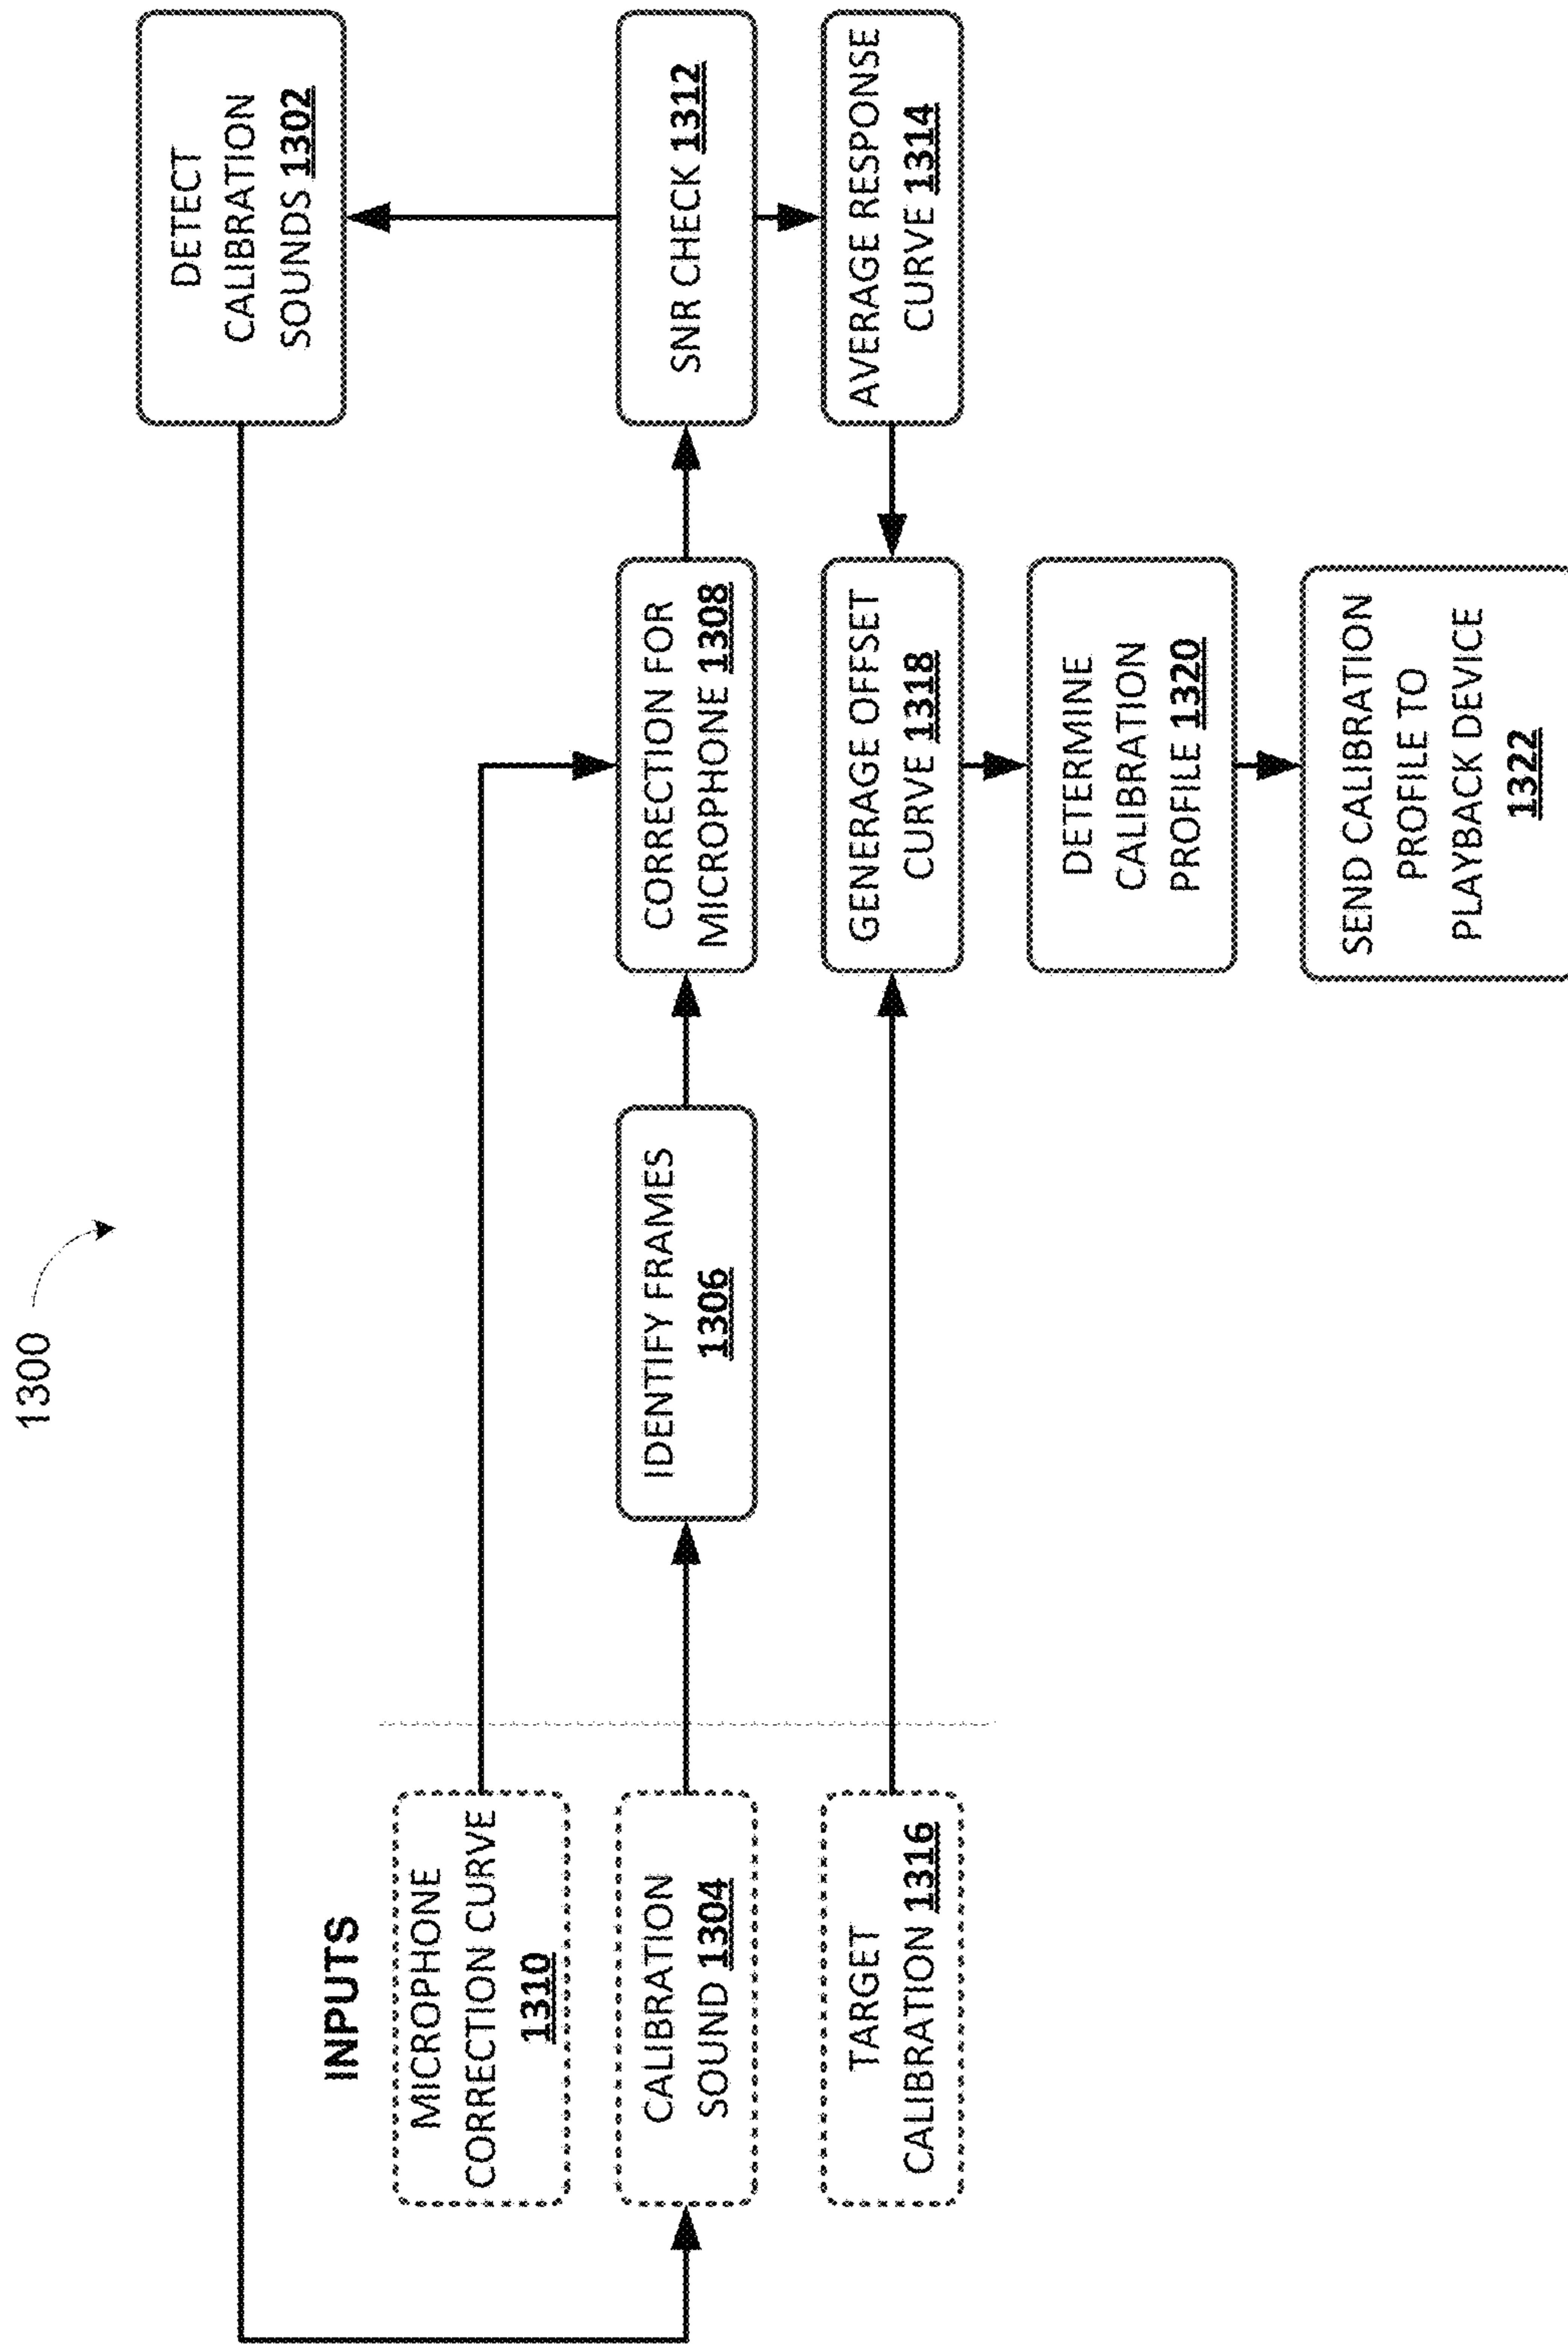 1300
DETECT
CALIBRATION
SOUNDS 1302
INPUTS
MICROPHONE
CORRECTION CURVE
1310
CALIBRATION
SOUND 1304
IDENTIFY FRAMES
1306
CORRECTION FOR
MICROPHONE 1308
SNR CHECK 1312
TARGET
CALIBRATION 1316
GENERAGE OFFSET
CURVE 1318
AVERAGE RESPONSE
CURVE 1314
DETERMINE
CALIBRATION
PROFILE 1320
SEND CALIBRATION
PROFILE TO
PLAYBACK DEVICE
1322